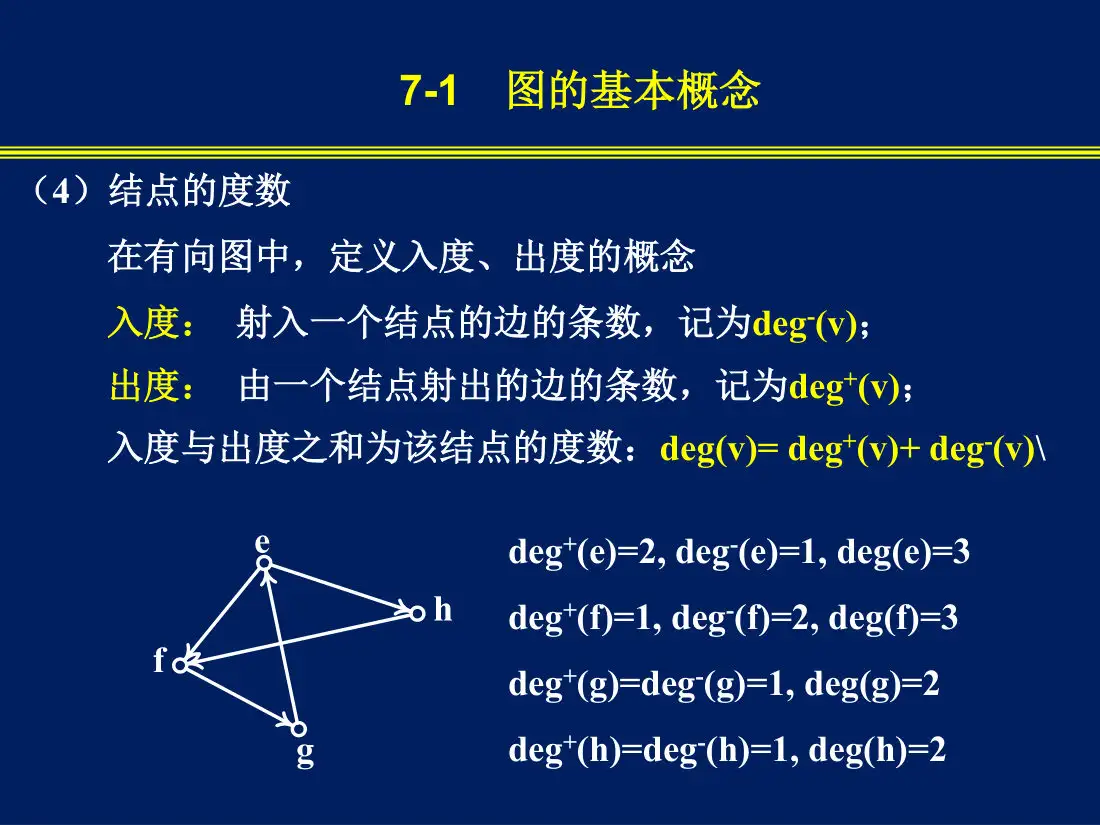 7-1 图的基本概念
（4）结点的度数
在有向图中，定义入度、出度的概念
入度： 射入一个结点的边的条数，记为deg⁻(v)；
出度： 由一个结点射出的边的条数，记为deg⁺(v)；
入度与出度之和为该结点的度数：deg(v)= deg⁺(v)+ deg⁻(v)\
e
h
f
g
deg⁺(e)=2, deg⁻(e)=1, deg(e)=3
deg⁺(f)=1, deg⁻(f)=2, deg(f)=3
deg⁺(g)=deg⁻(g)=1, deg(g)=2
deg⁺(h)=deg⁻(h)=1, deg(h)=2